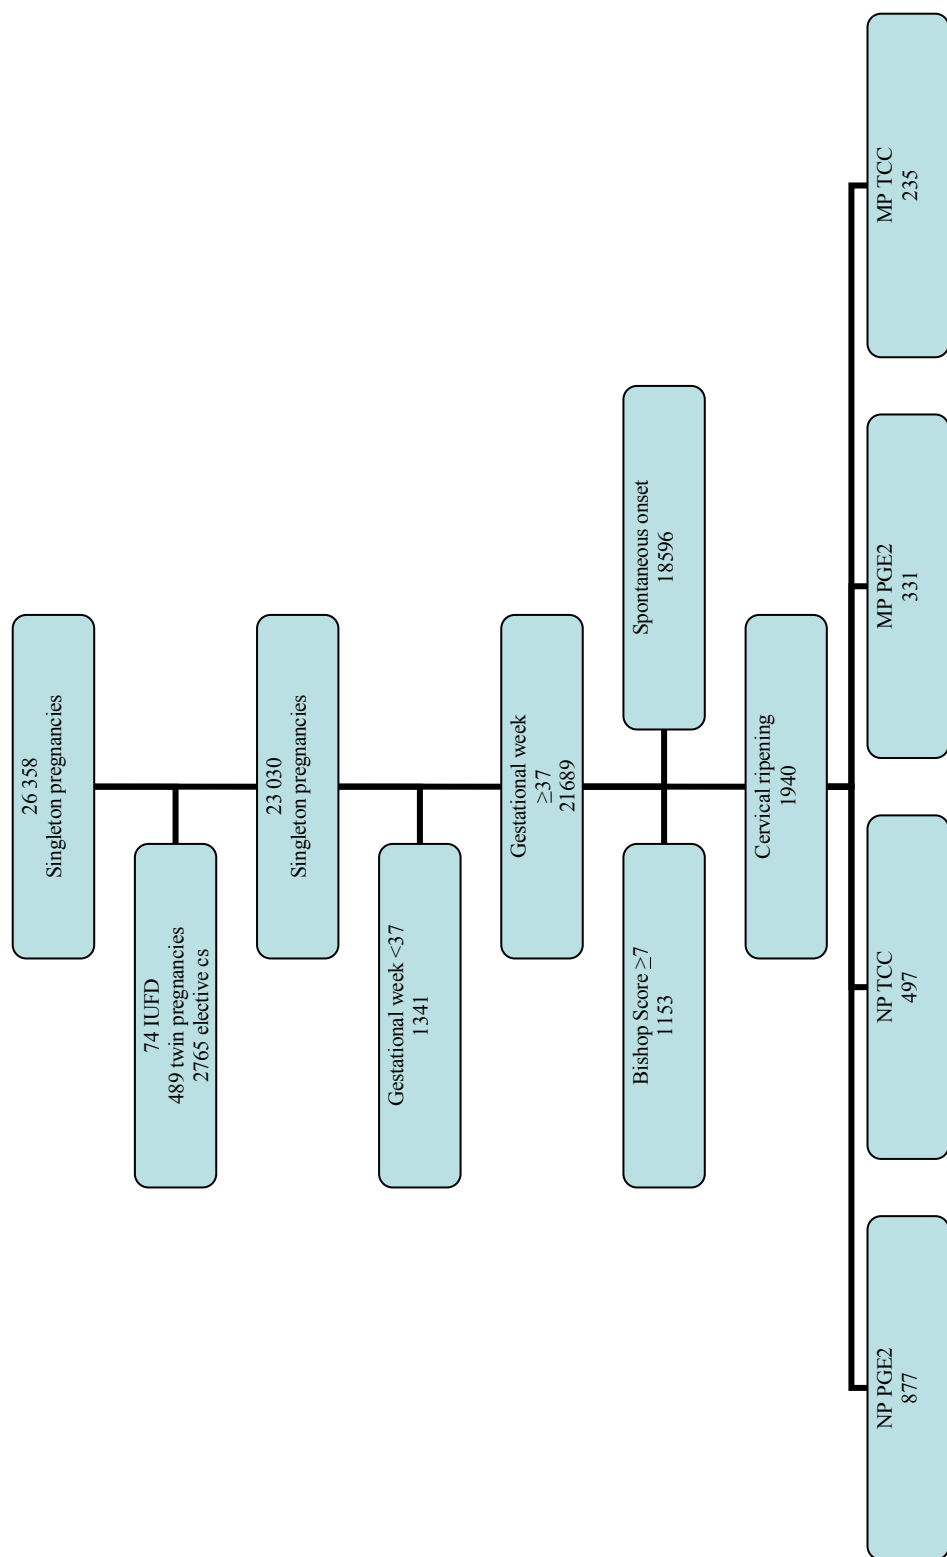 26 358
Singleton pregnancies
74 IUFD
489 twin pregnancies
2765 elective cs
23 030
Singleton pregnancies
Gestational week <37
1341
Gestational week
≥37
21689
Bishop Score ≥7
1153
Spontaneous onset
18596
Cervical ripening
1940
NP PGE2
877
NP TCC
497
MP PGE2
331
MP TCC
235